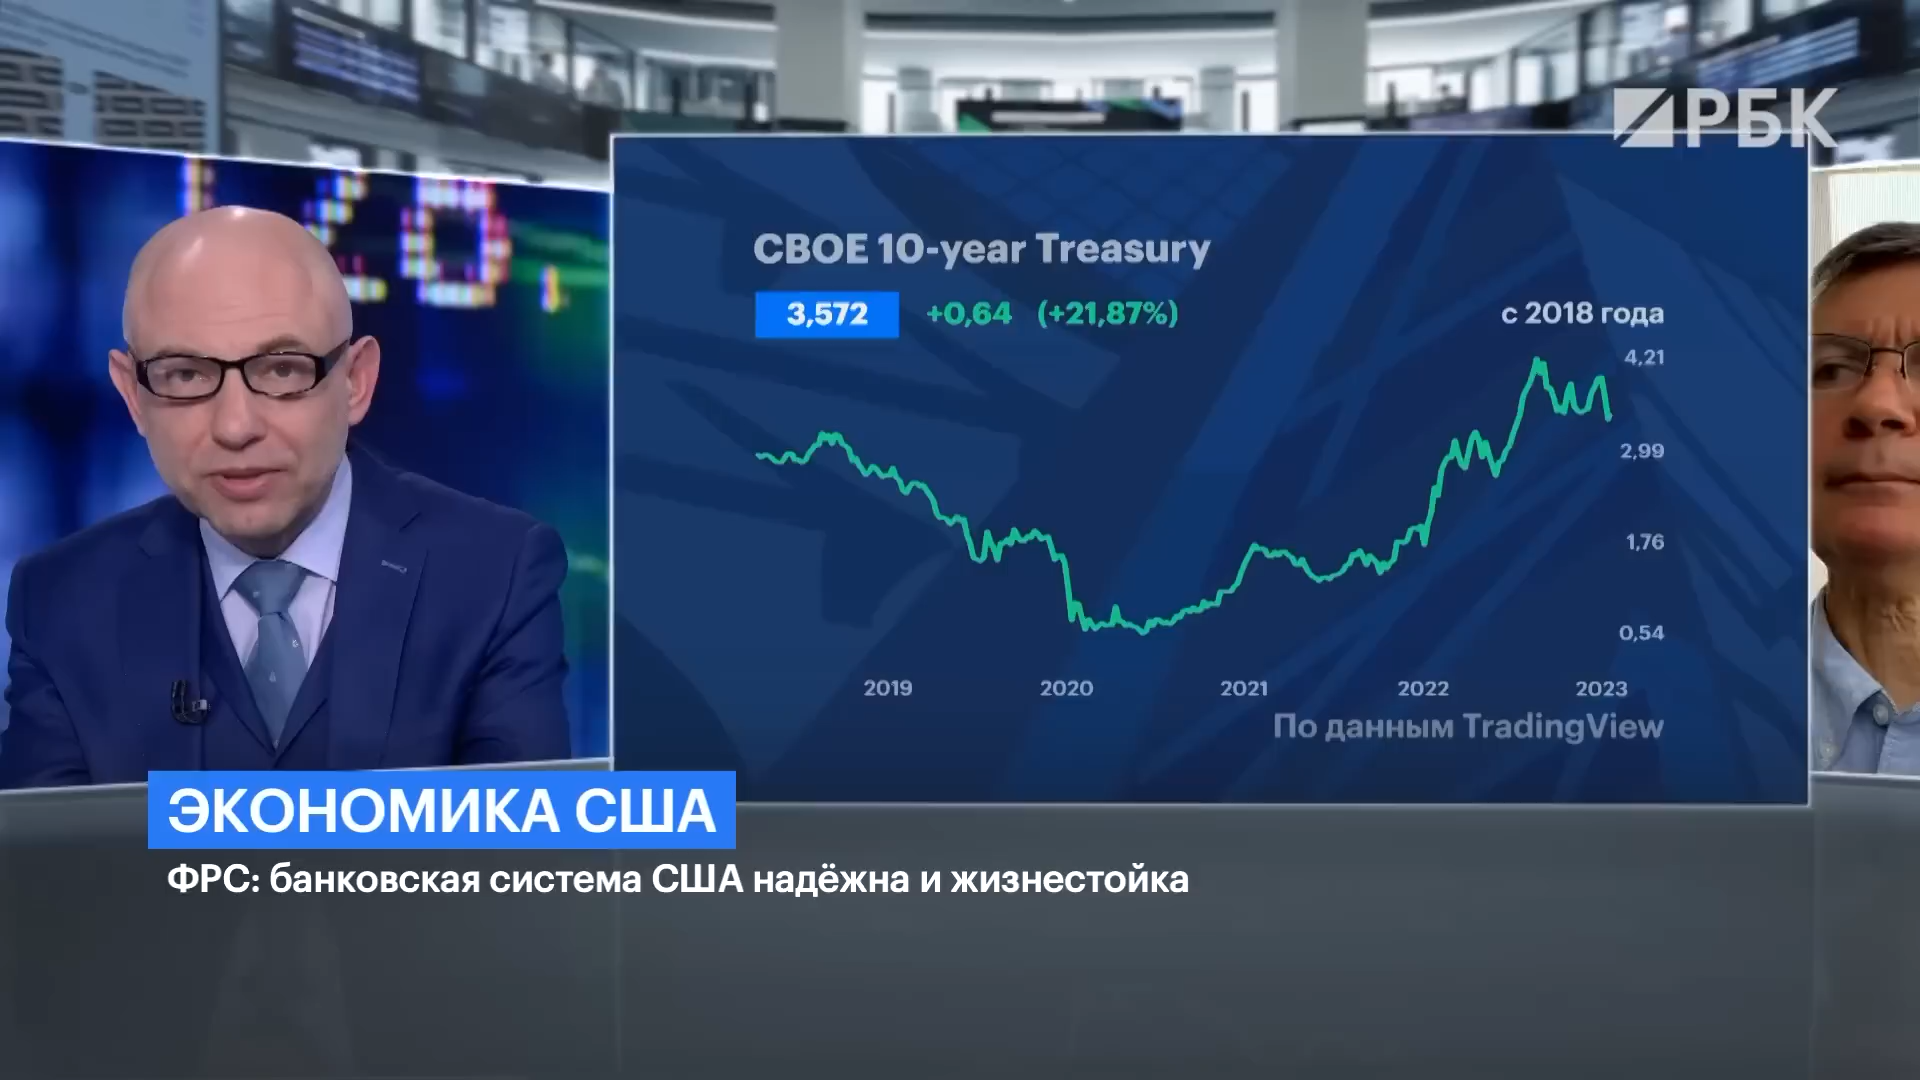 РБК
CBOE 10-year Treasury
3,572 +0,64 (+21,87%)
с 2018 года
4,21
2,99
1,76
0,54
2019 2020 2021 2022 2023
По данным TradingView
ЭКОНОМИКА США
ФРС: банковская система США надёжна и жизнестойка